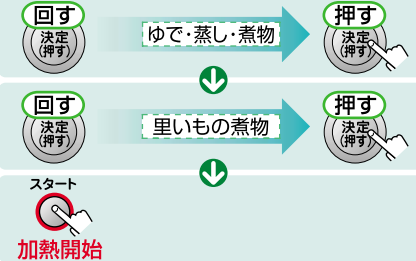 回す
決定
(押す)
ゆで・蒸し・煮物
押す
決定
(押す)
回す
決定
(押す)
里いもの煮物
押す
決定
(押す)
スタート
加熱開始